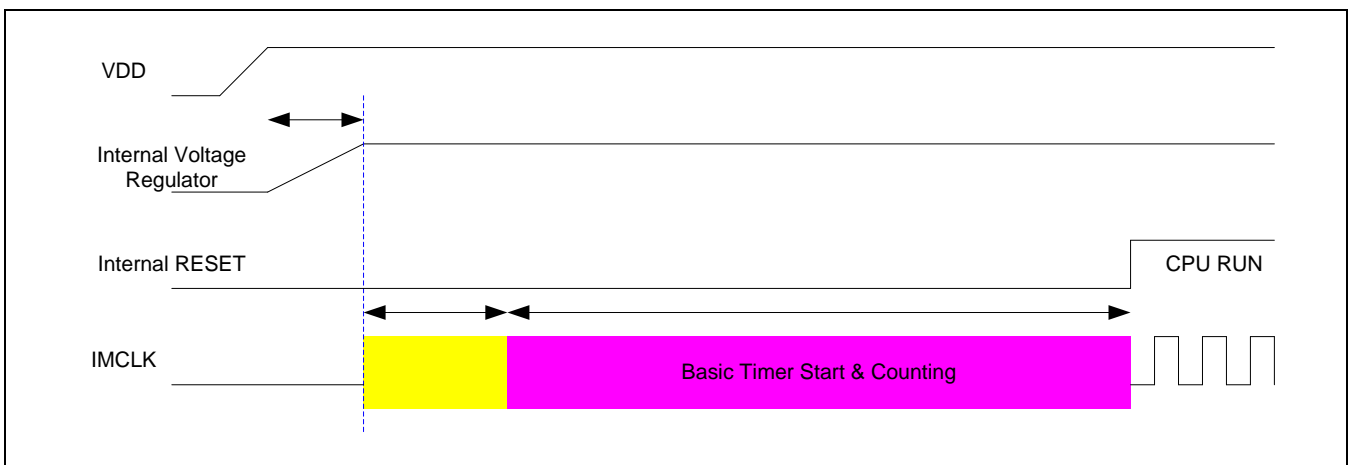 VDD
Internal Voltage
Regulator
Internal RESET
CPU RUN
IMCLK
Basic Timer Start & Counting